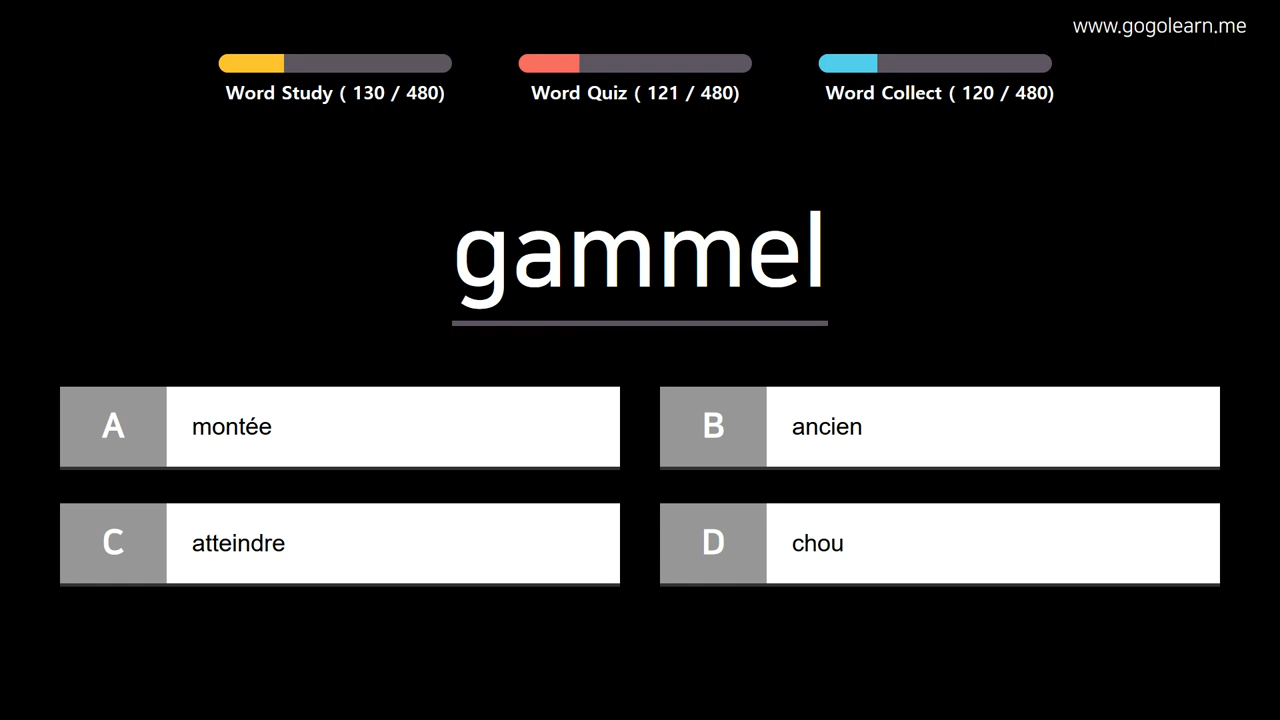 www.gogolearn.me
Word Study ( 130 / 480)
Word Quiz ( 121 / 480)
Word Collect ( 120 / 480)
gammel
A montée
B ancien
C atteindre
D chou